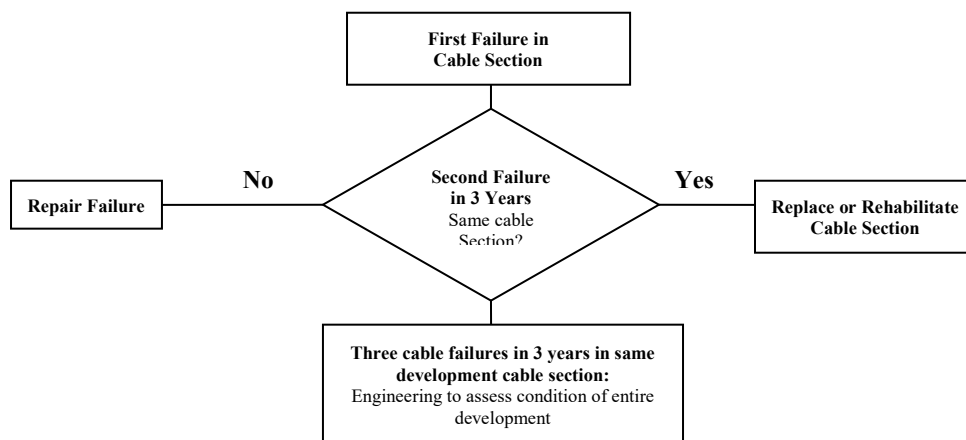 First Failure in
Cable Section
No
Yes
Second Failure
in 3 Years
Same cable
Section?
Repair Failure
Replace or Rehabilitate
Cable Section
Three cable failures in 3 years in same
development cable section:
Engineering to assess condition of entire
development